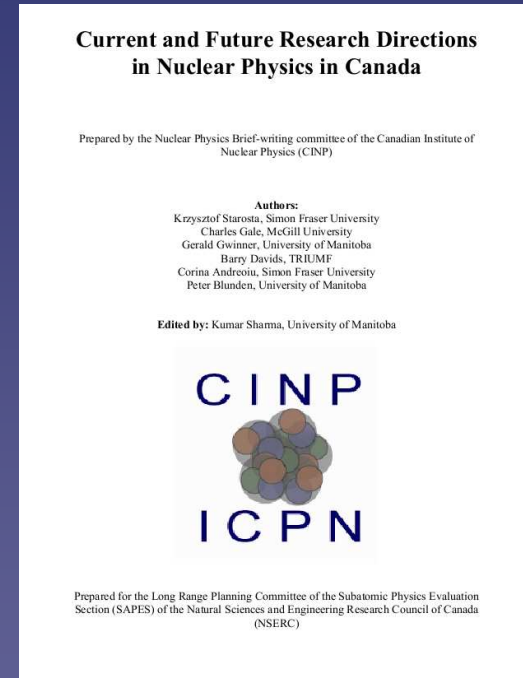 Current and Future Research Directions
in Nuclear Physics in Canada
Prepared by the Nuclear Physics Brief-writing committee of the Canadian Institute of
Nuclear Physics (CINP)
Authors:
Krzysztof Starosta, Simon Fraser University
Charles Gale, McGill University
Gerald Gwinner, University of Manitoba
Barry Davids, TRIUMF
Corina Andreoiu, Simon Fraser University
Peter Blunden, University of Manitoba
Edited by: Kumar Sharma, University of Manitoba
CINP
ICPN
Prepared for the Long Range Planning Committee of the Subatomic Physics Evaluation
Section (SAPES) of the Natural Sciences and Engineering Research Council of Canada
(NSERC)